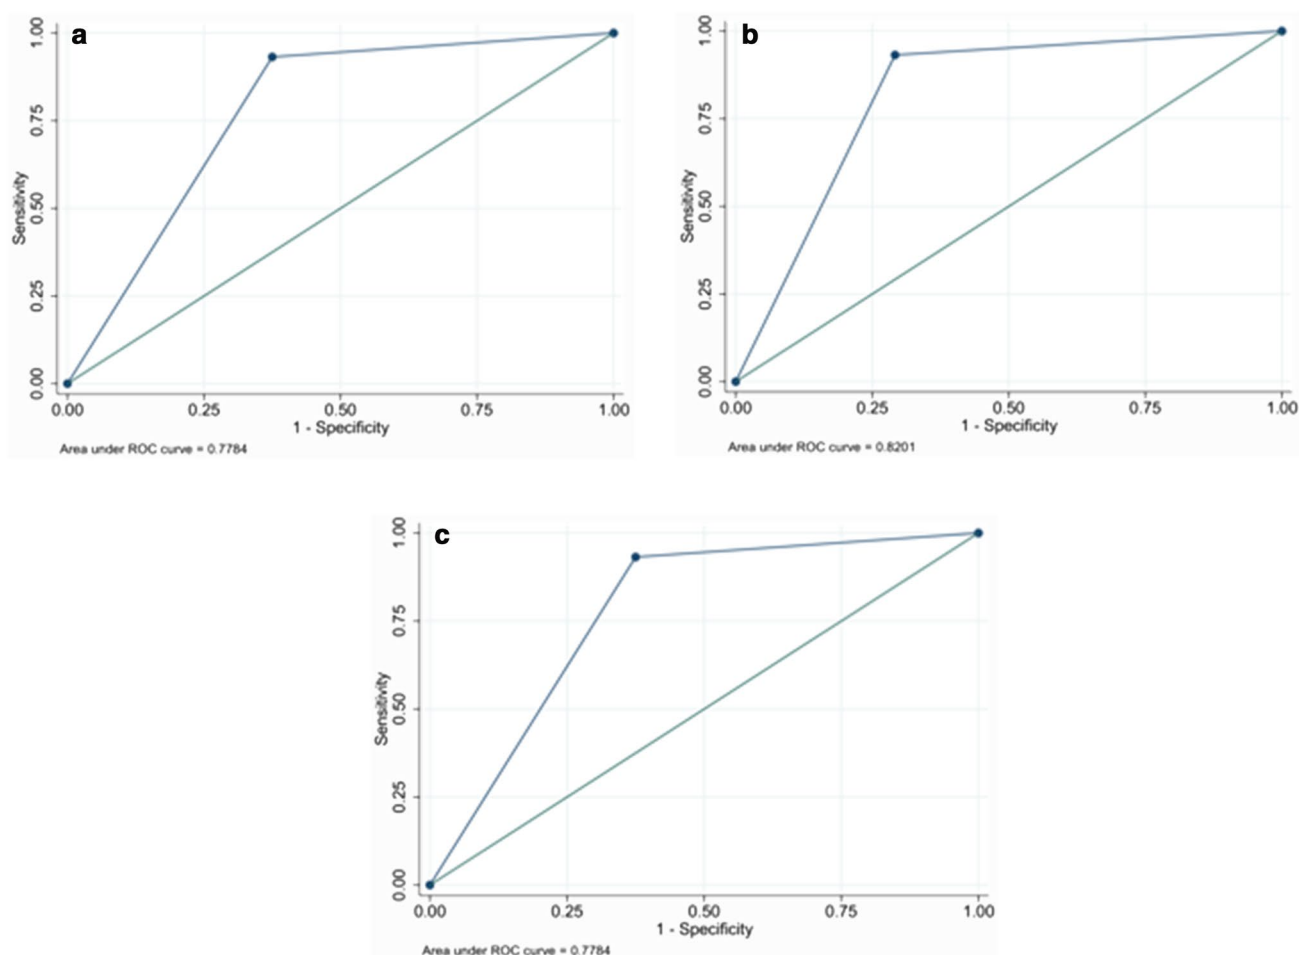 a
1.00
0.75
0.50
0.25
0.00
Sensitivity
0.00 0.25 0.50 0.75 1.00
1 - Specificity
Area under ROC curve = 0.7784
b
1.00
0.75
0.50
0.25
0.00
Sensitivity
0.00 0.25 0.50 0.75 1.00
1 - Specificity
Area under ROC curve = 0.8201
c
1.00
0.75
0.50
0.25
0.00
Sensitivity
0.00 0.25 0.50 0.75 1.00
1 - Specificity
Area under ROC curve = 0.7784